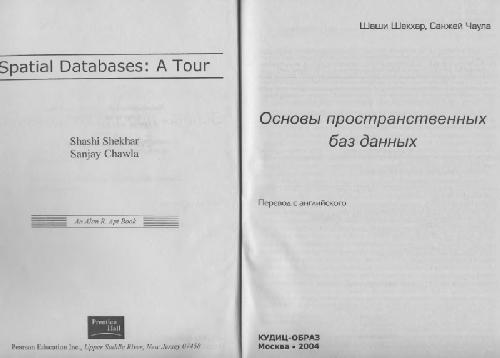 Spatial Databases: A Tour
Shashi Shekhar
Sanjay Chawla
An Alan R. Apt Book
Prentice
Hall
Pearson Education Inc., Upper Saddle River, New Jersey 07458
Шаши Шекхар, Санжей Чаула
Основы пространственных
баз данных
Перевод с английского
КУДИЦ-ОБРАЗ
Москва • 2004